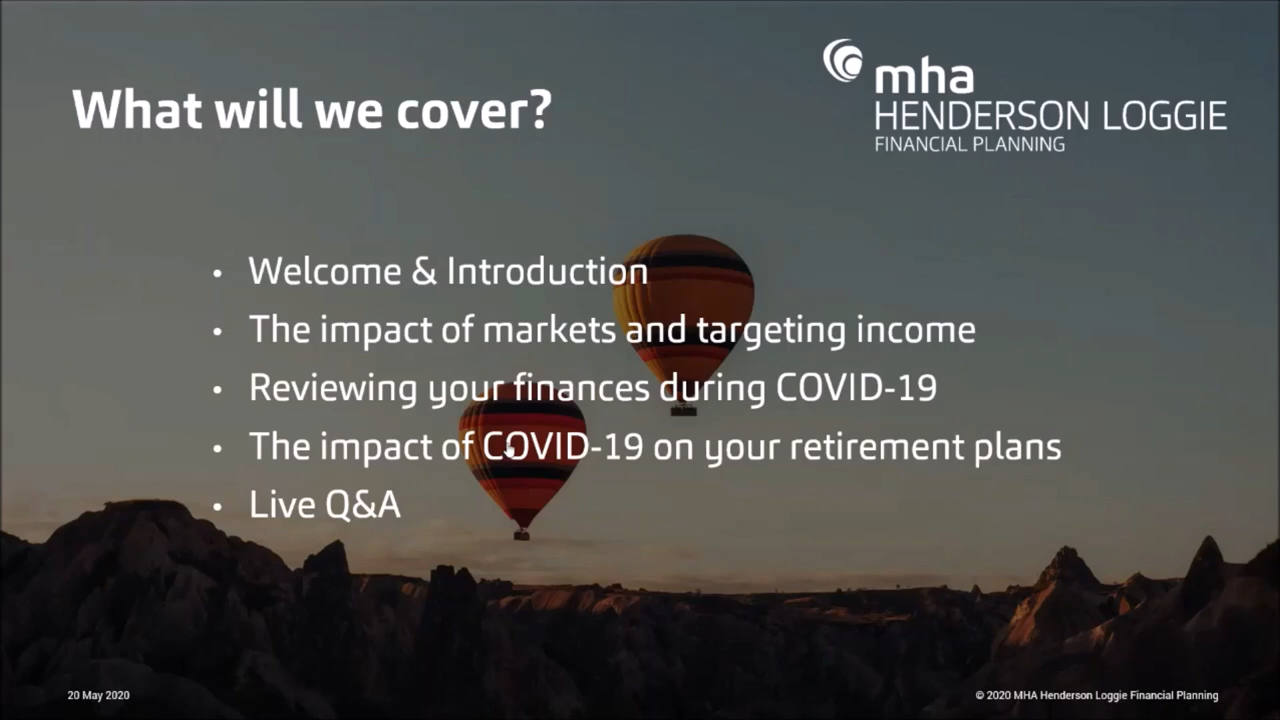 What will we cover?
mha
HENDERSON LOGGIE
FINANCIAL PLANNING
• Welcome & Introduction
• The impact of markets and targeting income
• Reviewing your finances during COVID-19
• The impact of COVID-19 on your retirement plans
• Live Q&A
20 May 2020
© 2020 MHA Henderson Loggie Financial Planning